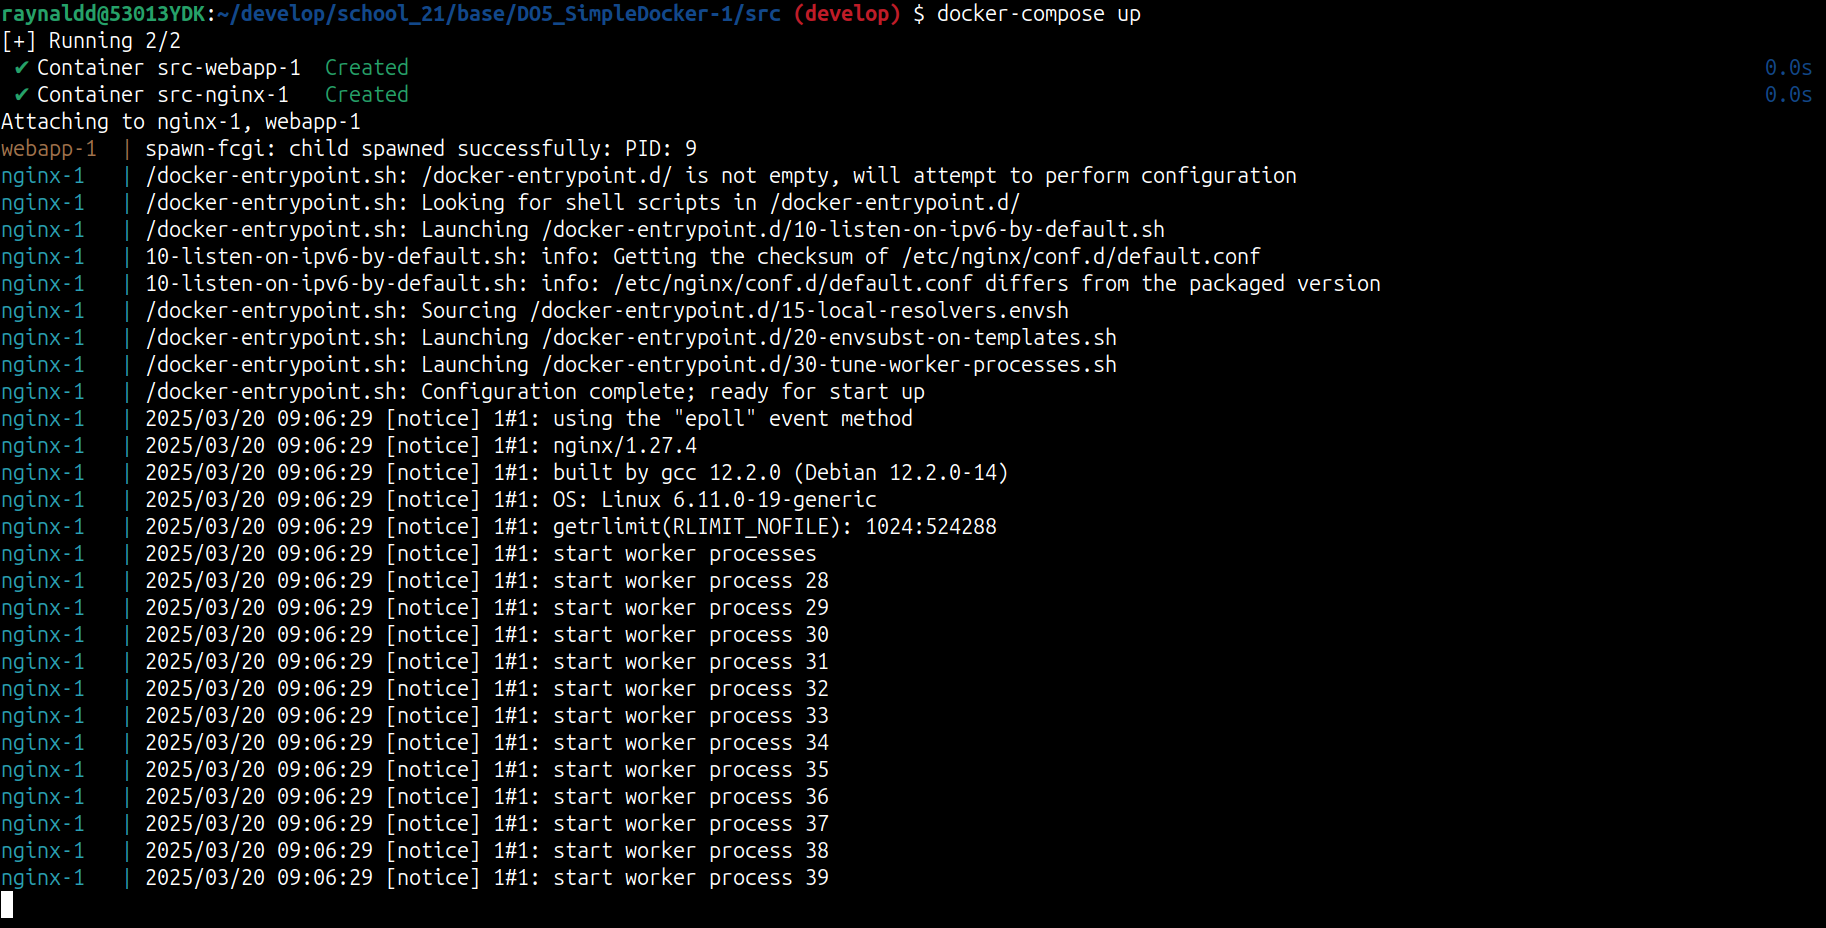 raynaldd@53013YDK:~/develop/school_21/base/DO5_SimpleDocker-1/src (develop) $ docker-compose up
[+] Running 2/2
✔ Container src-webapp-1  Created 0.0s
✔ Container src-nginx-1   Created 0.0s
Attaching to nginx-1, webapp-1
webapp-1  | spawn-fcgi: child spawned successfully: PID: 9
nginx-1   | /docker-entrypoint.sh: /docker-entrypoint.d/ is not empty, will attempt to perform configuration
nginx-1   | /docker-entrypoint.sh: Looking for shell scripts in /docker-entrypoint.d/
nginx-1   | /docker-entrypoint.sh: Launching /docker-entrypoint.d/10-listen-on-ipv6-by-default.sh
nginx-1   | 10-listen-on-ipv6-by-default.sh: info: Getting the checksum of /etc/nginx/conf.d/default.conf
nginx-1   | 10-listen-on-ipv6-by-default.sh: info: /etc/nginx/conf.d/default.conf differs from the packaged version
nginx-1   | /docker-entrypoint.sh: Sourcing /docker-entrypoint.d/15-local-resolvers.envsh
nginx-1   | /docker-entrypoint.sh: Launching /docker-entrypoint.d/20-envsubst-on-templates.sh
nginx-1   | /docker-entrypoint.sh: Launching /docker-entrypoint.d/30-tune-worker-processes.sh
nginx-1   | /docker-entrypoint.sh: Configuration complete; ready for start up
nginx-1   | 2025/03/20 09:06:29 [notice] 1#1: using the "epoll" event method
nginx-1   | 2025/03/20 09:06:29 [notice] 1#1: nginx/1.27.4
nginx-1   | 2025/03/20 09:06:29 [notice] 1#1: built by gcc 12.2.0 (Debian 12.2.0-14)
nginx-1   | 2025/03/20 09:06:29 [notice] 1#1: OS: Linux 6.11.0-19-generic
nginx-1   | 2025/03/20 09:06:29 [notice] 1#1: getrlimit(RLIMIT_NOFILE): 1024:524288
nginx-1   | 2025/03/20 09:06:29 [notice] 1#1: start worker processes
nginx-1   | 2025/03/20 09:06:29 [notice] 1#1: start worker process 28
nginx-1   | 2025/03/20 09:06:29 [notice] 1#1: start worker process 29
nginx-1   | 2025/03/20 09:06:29 [notice] 1#1: start worker process 30
nginx-1   | 2025/03/20 09:06:29 [notice] 1#1: start worker process 31
nginx-1   | 2025/03/20 09:06:29 [notice] 1#1: start worker process 32
nginx-1   | 2025/03/20 09:06:29 [notice] 1#1: start worker process 33
nginx-1   | 2025/03/20 09:06:29 [notice] 1#1: start worker process 34
nginx-1   | 2025/03/20 09:06:29 [notice] 1#1: start worker process 35
nginx-1   | 2025/03/20 09:06:29 [notice] 1#1: start worker process 36
nginx-1   | 2025/03/20 09:06:29 [notice] 1#1: start worker process 37
nginx-1   | 2025/03/20 09:06:29 [notice] 1#1: start worker process 38
nginx-1   | 2025/03/20 09:06:29 [notice] 1#1: start worker process 39